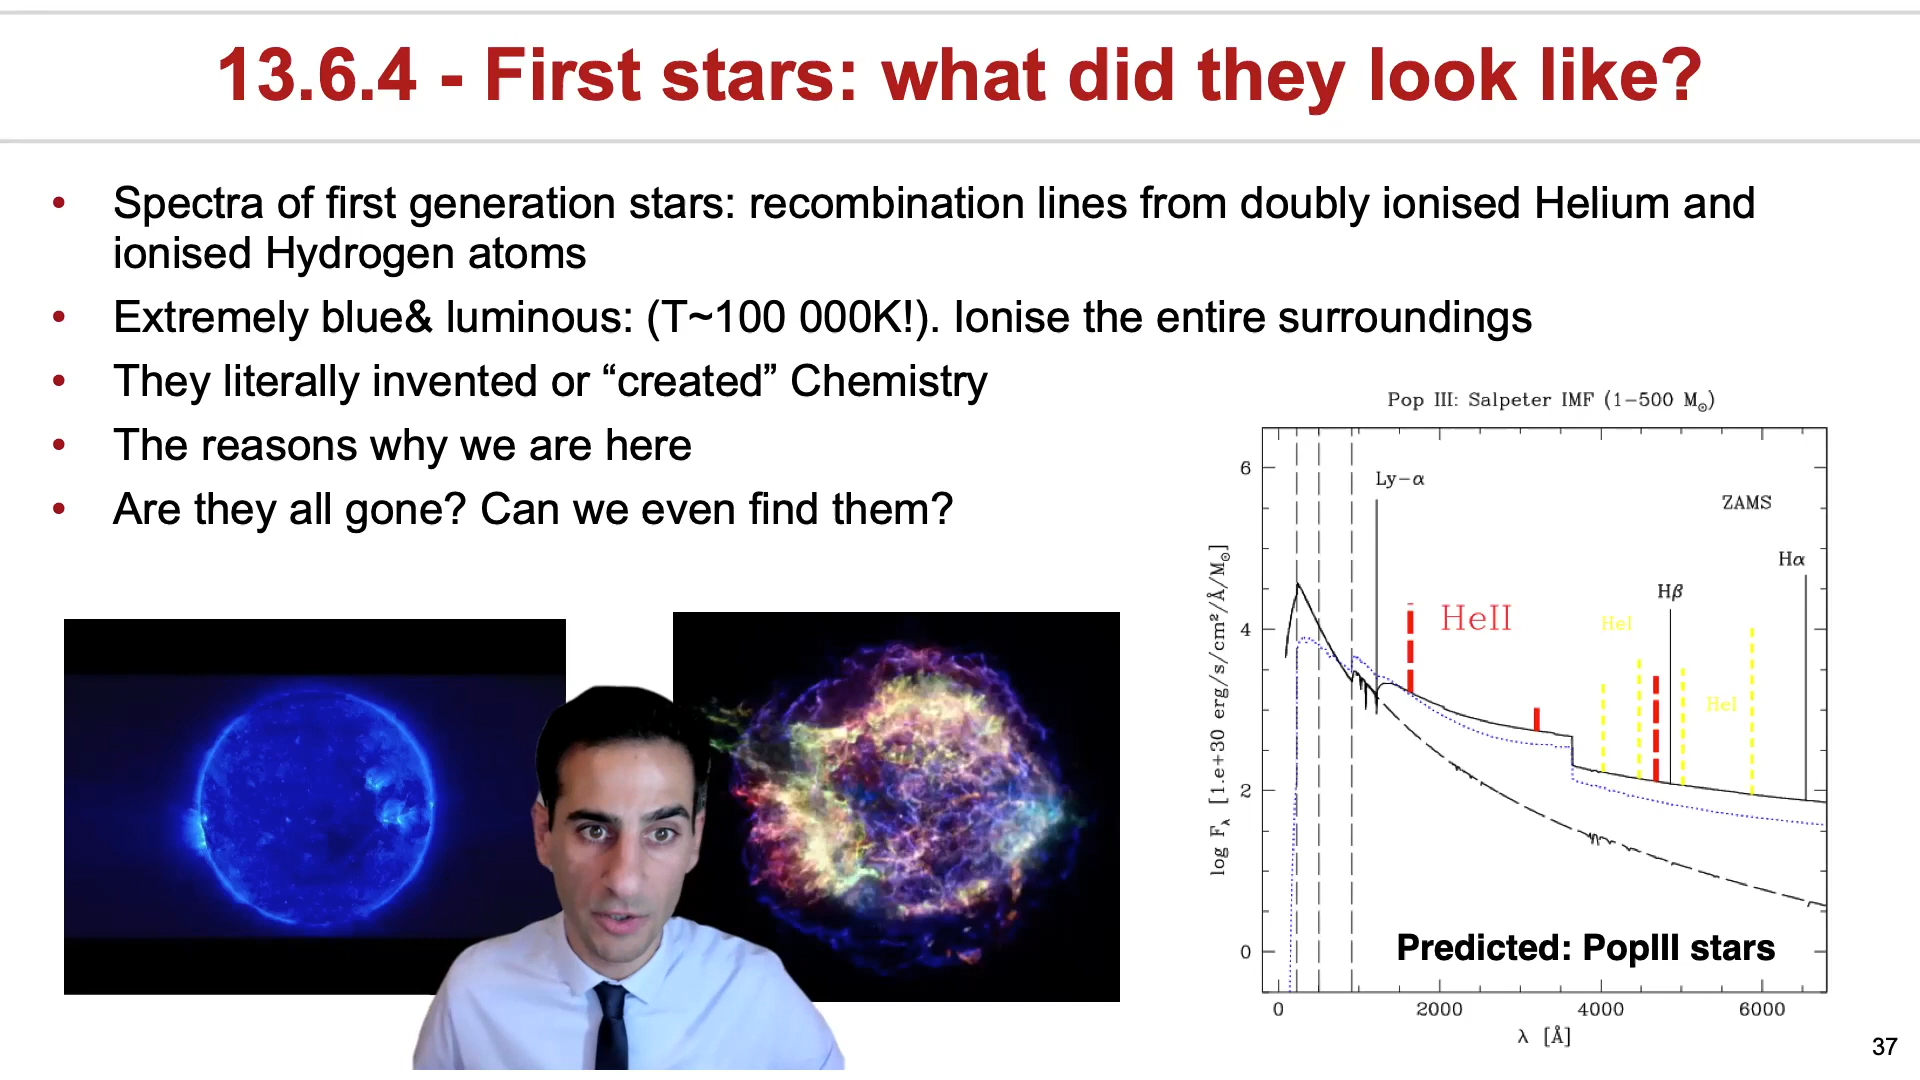 13.6.4 - First stars: what did they look like?
• Spectra of first generation stars: recombination lines from doubly ionised Helium and
ionised Hydrogen atoms
• Extremely blue& luminous: (T~100 000K!). Ionise the entire surroundings
• They literally invented or “created” Chemistry
• The reasons why we are here
• Are they all gone? Can we even find them?
Pop III: Salpeter IMF (1−500 M⊙)
6
Ly−α
ZAMS
Hα
Hβ
HeII
HeI
4
HeI
log Fλ [1.e+30 erg/s/cm²/Å/M⊙]
2
Predicted: PopIII stars
0
0 2000 4000 6000
λ [Å]
37